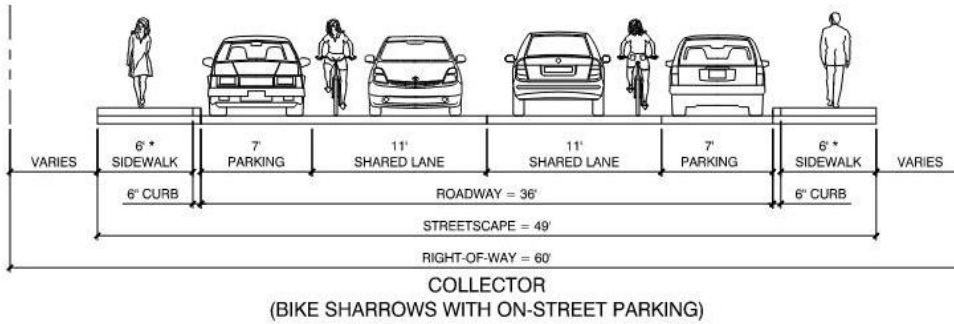 6' * 7' 11' 11' 7' 6' *
VARIES SIDEWALK PARKING SHARED LANE SHARED LANE PARKING SIDEWALK VARIES
6" CURB ROADWAY = 36' 6" CURB
STREETSCAPE = 49'
RIGHT-OF-WAY = 60'
COLLECTOR
(BIKE SHARROWS WITH ON-STREET PARKING)